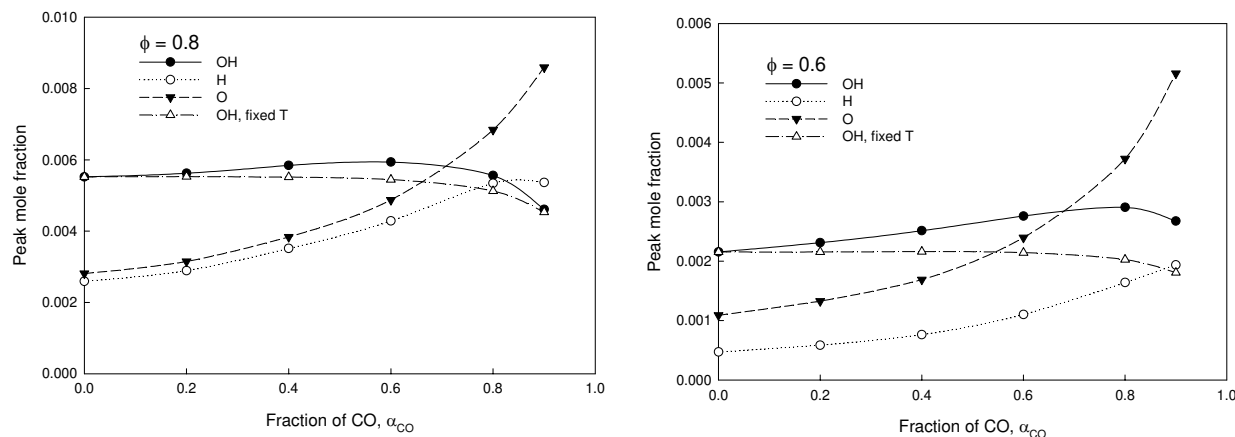 0.010
0.008
0.006
0.004
0.002
0.000
Peak mole fraction
ϕ = 0.8
OH
H
O
OH, fixed T
0.0 0.2 0.4 0.6 0.8 1.0
Fraction of CO, α_CO
0.006
0.005
0.004
0.003
0.002
0.001
0.000
Peak mole fraction
ϕ = 0.6
OH
H
O
OH, fixed T
0.0 0.2 0.4 0.6 0.8 1.0
Fraction of CO, α_CO